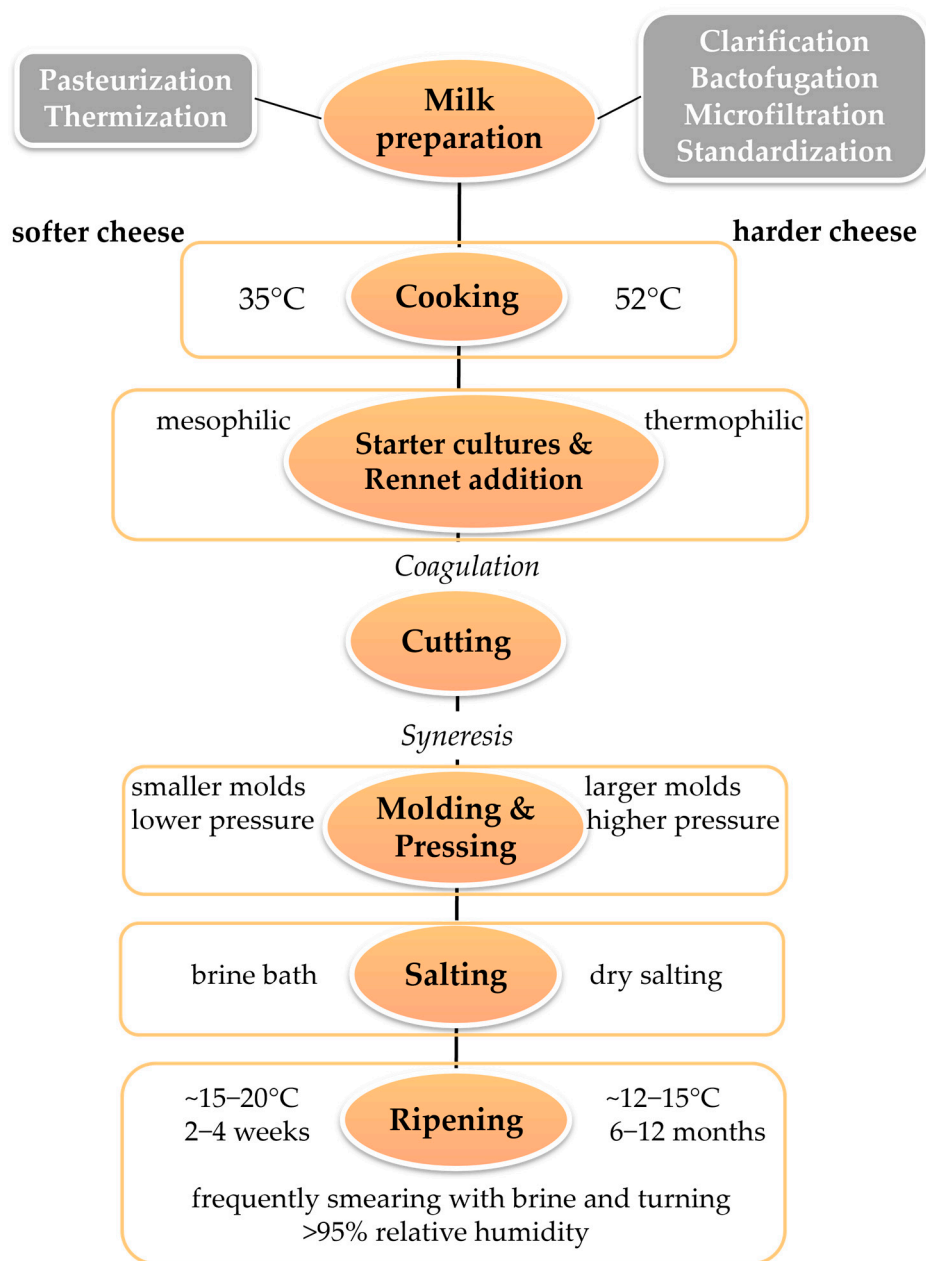 Pasteurization
Thermization
Milk
preparation
Clarification
Bactofugation
Microfiltration
Standardization
softer cheese
harder cheese
35°C
Cooking
52°C
mesophilic
Starter cultures &
Rennet addition
thermophilic
Coagulation
Cutting
Syneresis
smaller molds
lower pressure
Molding &
Pressing
larger molds
higher pressure
brine bath
Salting
dry salting
~15–20°C
2–4 weeks
Ripening
~12–15°C
6–12 months
frequently smearing with brine and turning
>95% relative humidity